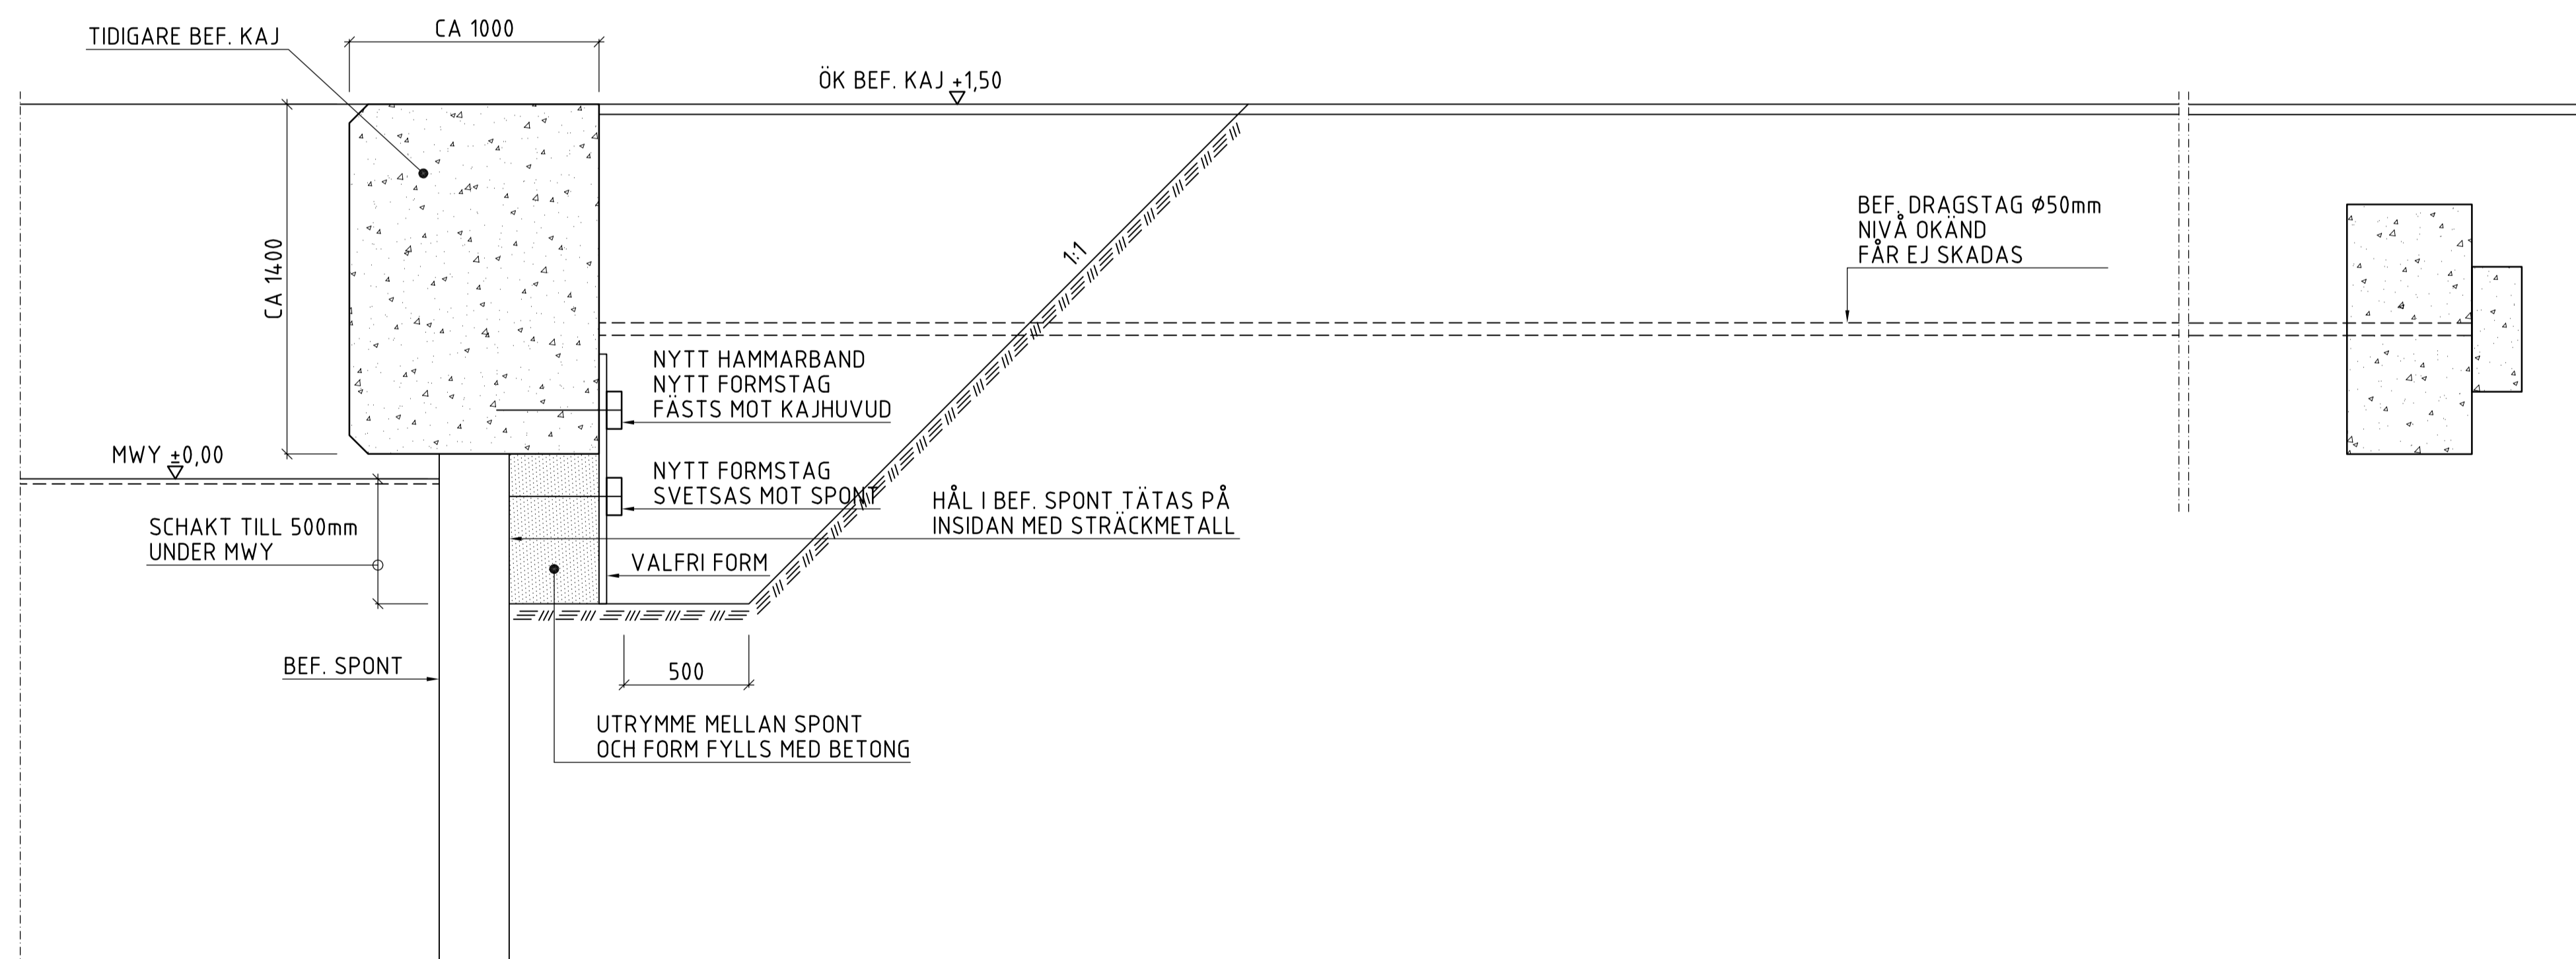 TIDIGARE BEF. KAJ
CA 1000
ÖK BEF. KAJ +1,50
CA 1400
1:1
BEF. DRAGSTAG Ø50mm
NIVÅ OKÄND
FÅR EJ SKADAS
NYTT HAMMARBAND
NYTT FORMSTAG
FÄSTS MOT KAJHUVUD
MWY ±0,00
NYTT FORMSTAG
SVETSAS MOT SPONT
HÅL I BEF. SPONT TÄTAS PÅ
INSIDAN MED STRÄCKMETALL
SCHAKT TILL 500mm
UNDER MWY
VALFRI FORM
BEF. SPONT
500
UTRYMME MELLAN SPONT
OCH FORM FYLLS MED BETONG